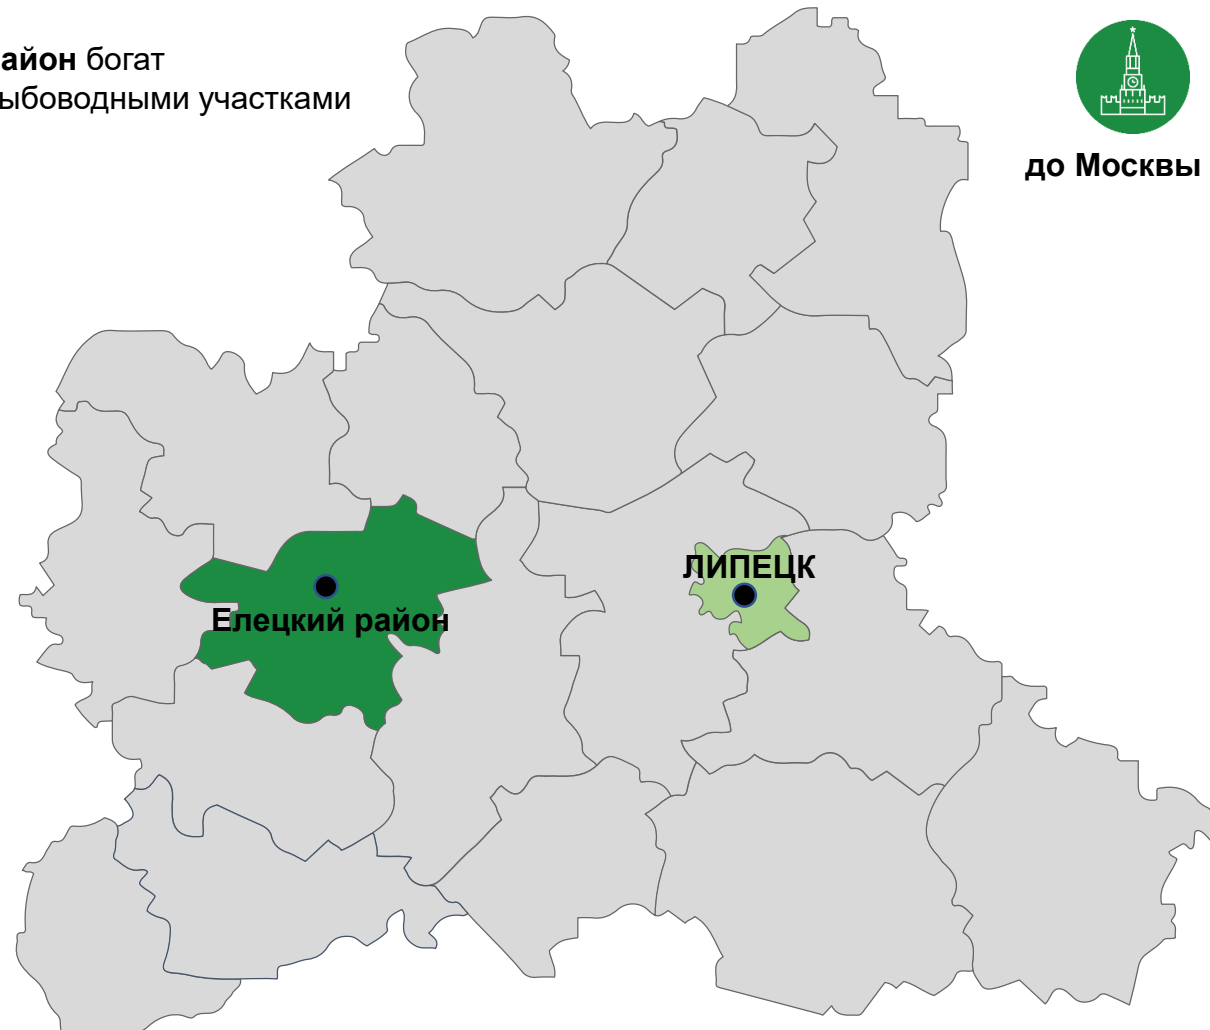 айон богат
ыбоводными участками
до Москвы
ЛИПЕЦК
Елецкий район